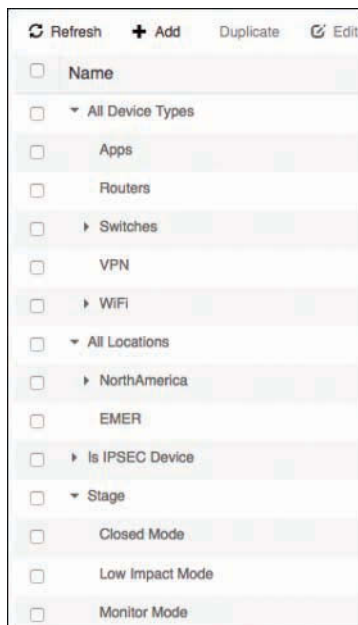 Refresh Add Duplicate Edit
Name
All Device Types
Apps
Routers
Switches
VPN
WiFi
All Locations
NorthAmerica
EMER
Is IPSEC Device
Stage
Closed Mode
Low Impact Mode
Monitor Mode